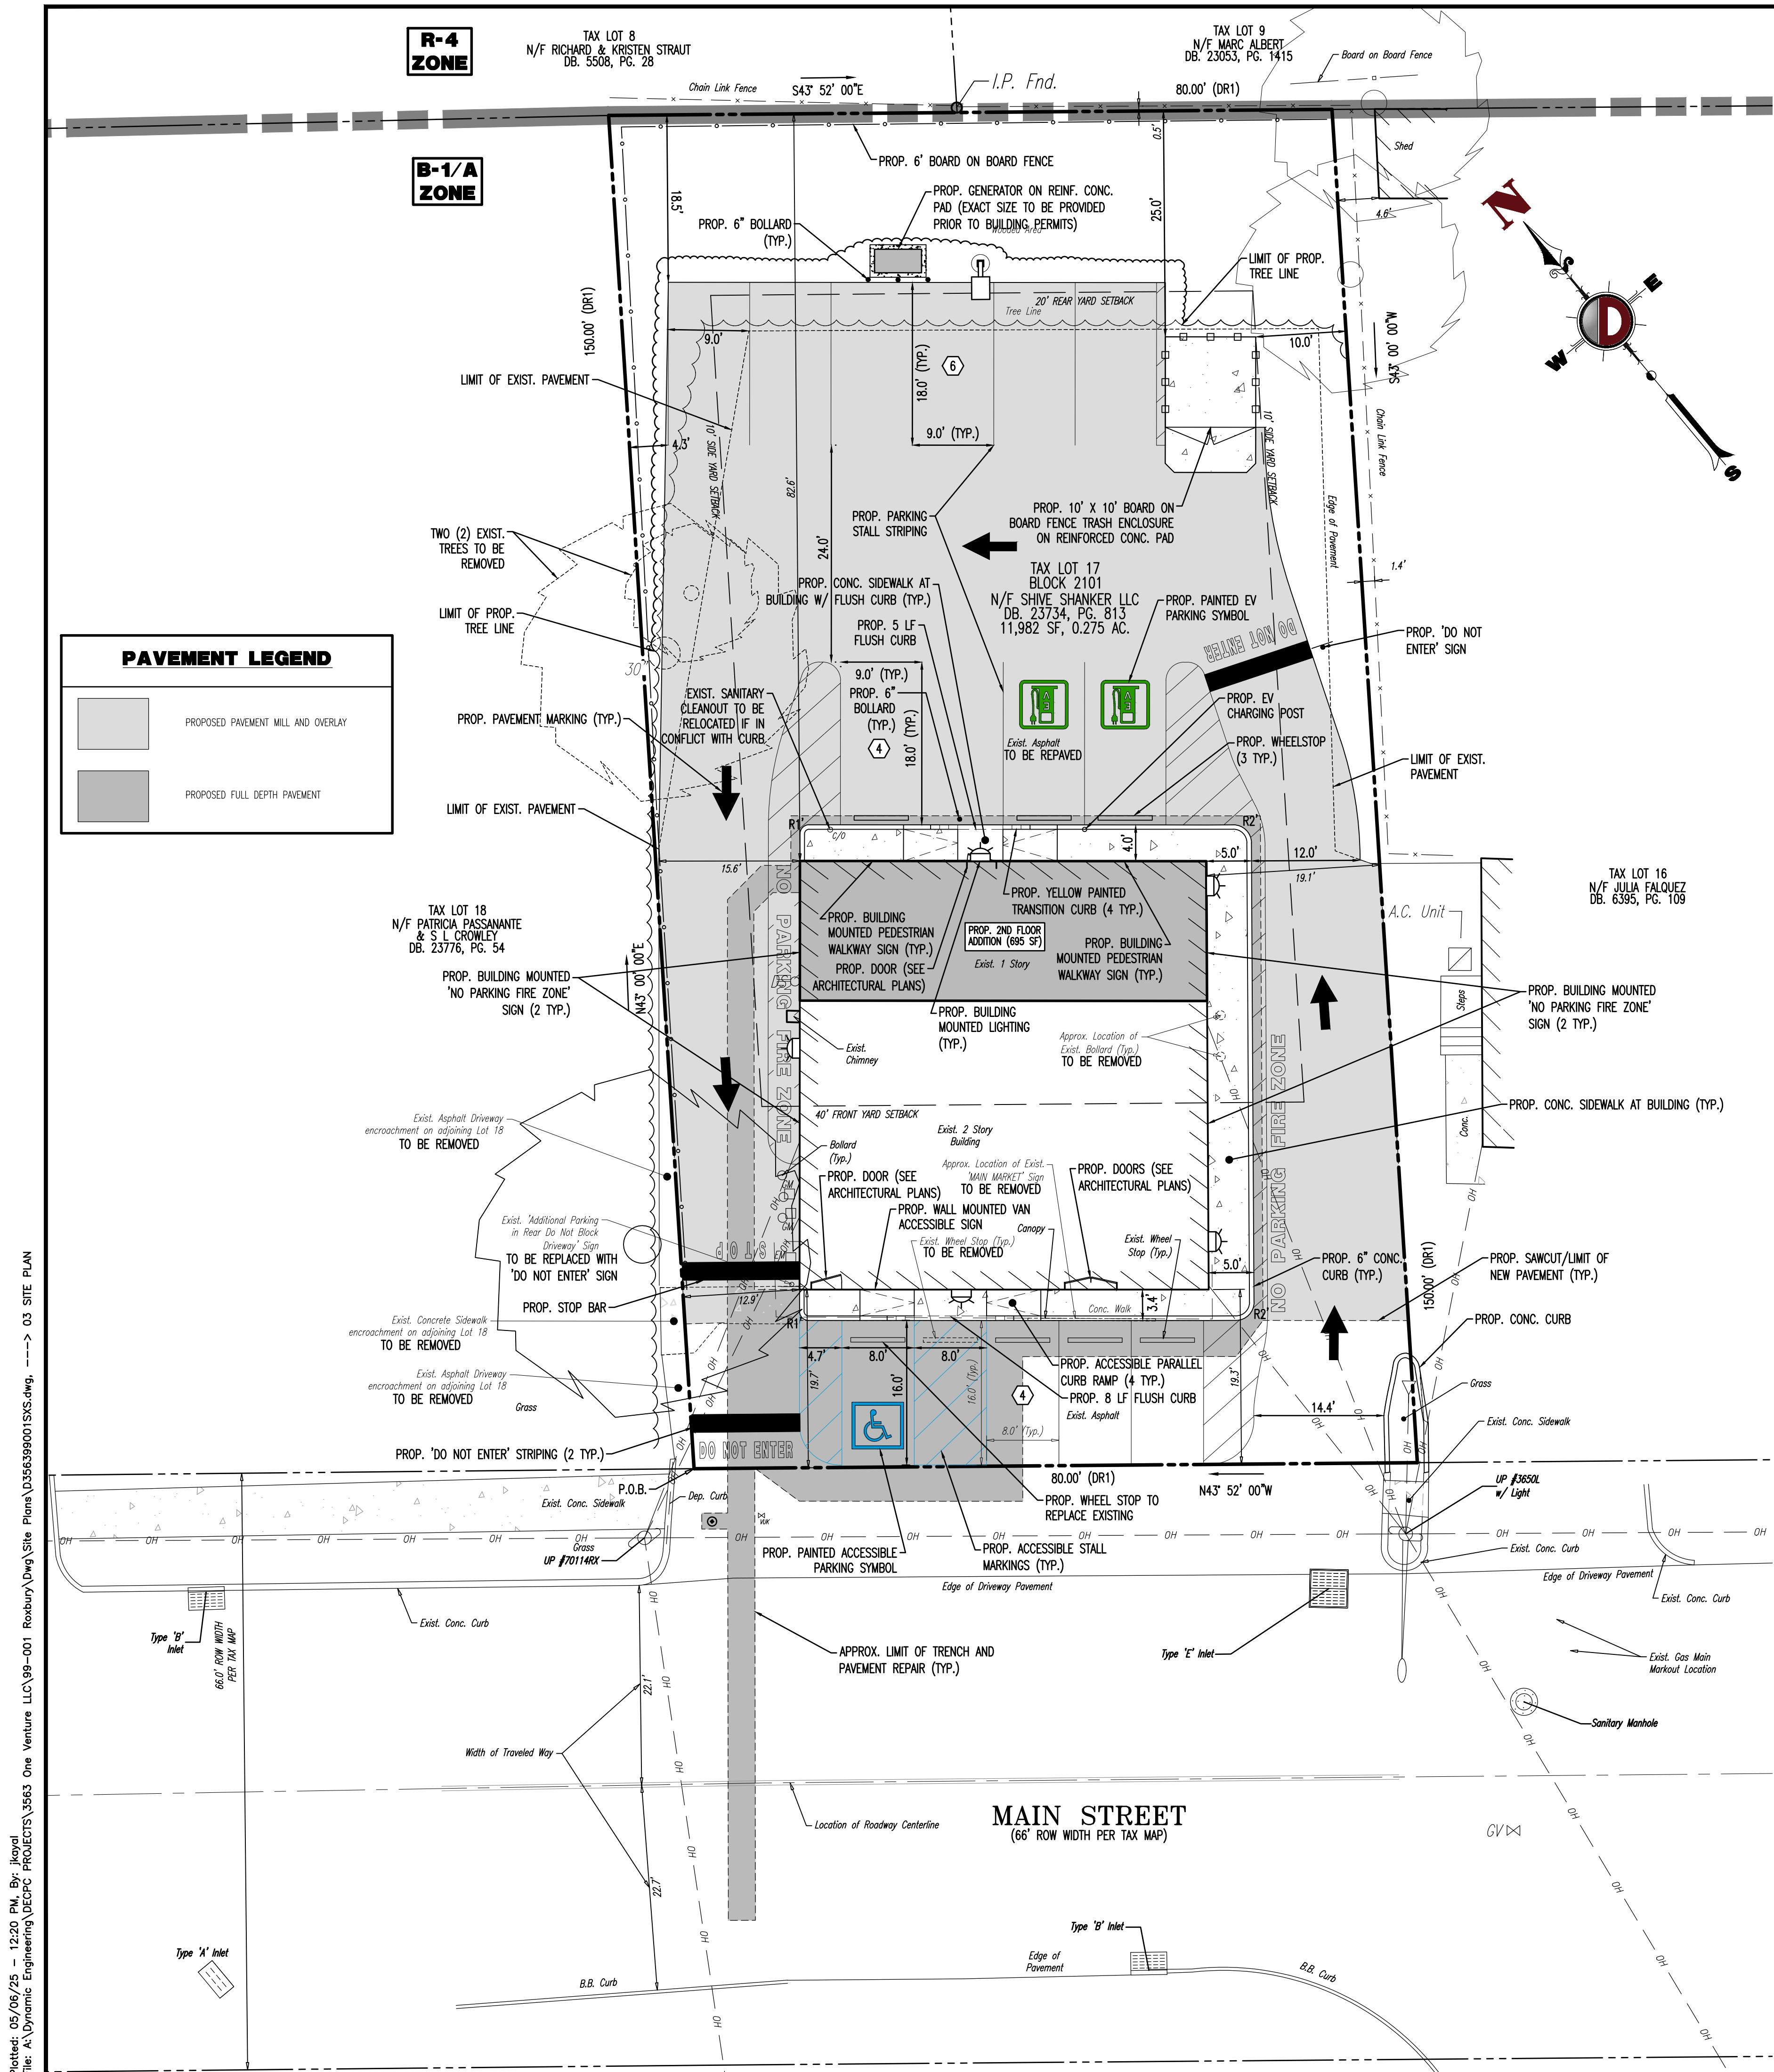 R-4
ZONE
TAX LOT 8
N/F RICHARD & KRISTEN STRAUT
DB. 5508, PG. 28
TAX LOT 9
N/F MARC ALBERT
DB. 23053, PG. 1415
Board on Board Fence
Chain Link Fence
S43° 52' 00"E
I.P. Fnd.
80.00' (DR1)
0.5'
Shed
B-1/A
ZONE
PROP. 6' BOARD ON BOARD FENCE
18.5'
PROP. GENERATOR ON REINF. CONC.
PAD (EXACT SIZE TO BE PROVIDED
PRIOR TO BUILDING PERMITS)
Wooded Area
25.0'
4.6'
PROP. 6" BOLLARD
(TYP.)
LIMIT OF PROP.
TREE LINE
N
E
D
W
S
150.00' (DR1)
20' REAR YARD SETBACK
Tree Line
9.0'
10.0'
S43° 00' 00"W
18.0' (TYP.)
6
LIMIT OF EXIST. PAVEMENT
9.0' (TYP.)
4.3'
10' SIDE YARD SETBACK
10' SIDE YARD SETBACK
Chain Link Fence
82.6'
Edge of Pavement
PROP. PARKING
STALL STRIPING
PROP. 10' X 10' BOARD ON
BOARD FENCE TRASH ENCLOSURE
ON REINFORCED CONC. PAD
TWO (2) EXIST.
TREES TO BE
REMOVED
24.0'
1.4'
TAX LOT 17
BLOCK 2101
N/F SHIVE SHANKER LLC
DB. 23734, PG. 813
11,982 SF, 0.275 AC.
PROP. CONC. SIDEWALK AT
BUILDING W/ FLUSH CURB (TYP.)
PROP. PAINTED EV
PARKING SYMBOL
LIMIT OF PROP.
TREE LINE
PROP. 5 LF
FLUSH CURB
DO NOT ENTER
PROP. 'DO NOT
ENTER' SIGN
PAVEMENT LEGEND
PROPOSED PAVEMENT MILL AND OVERLAY
PROPOSED FULL DEPTH PAVEMENT
30'
9.0' (TYP.)
EXIST. SANITARY
CLEANOUT TO BE
RELOCATED IF IN
CONFLICT WITH CURB
PROP. 6"
BOLLARD
(TYP.)
4
18.0' (TYP.)
PROP. PAVEMENT MARKING (TYP.)
PROP. EV
CHARGING POST
Exist. Asphalt
TO BE REPAVED
PROP. WHEELSTOP
(3 TYP.)
LIMIT OF EXIST.
PAVEMENT
LIMIT OF EXIST. PAVEMENT
R1'
C/O
R2'
4.0'
5.0'
12.0'
15.6'
19.1'
TAX LOT 16
N/F JULIA FALQUEZ
DB. 6395, PG. 109
TAX LOT 18
N/F PATRICIA PASSANANTE
& S L CROWLEY
DB. 23776, PG. 54
PROP. YELLOW PAINTED
TRANSITION CURB (4 TYP.)
A.C. Unit
PROP. BUILDING
MOUNTED PEDESTRIAN
WALKWAY SIGN (TYP.)
PROP. 2ND FLOOR
ADDITION (695 SF)
Exist. 1 Story
PROP. BUILDING
MOUNTED PEDESTRIAN
WALKWAY SIGN (TYP.)
PROP. DOOR (SEE
ARCHITECTURAL PLANS)
PROP. BUILDING MOUNTED
'NO PARKING FIRE ZONE'
SIGN (2 TYP.)
N43° 00' 00"E
NO PARKING FIRE ZONE
PROP. BUILDING MOUNTED
'NO PARKING FIRE ZONE'
SIGN (2 TYP.)
Steps
PROP. BUILDING
MOUNTED LIGHTING
(TYP.)
Exist.
Chimney
Approx. Location of
Exist. Bollard (Typ.)
TO BE REMOVED
NO PARKING FIRE ZONE
40' FRONT YARD SETBACK
PROP. CONC. SIDEWALK AT BUILDING (TYP.)
Exist. Asphalt Driveway
encroachment on adjoining Lot 18
TO BE REMOVED
Exist. 2 Story
Building
Conc.
Bollard
(Typ.)
Approx. Location of Exist.
'MAIN MARKET' Sign
TO BE REMOVED
PROP. DOOR (SEE
ARCHITECTURAL PLANS)
PROP. DOORS (SEE
ARCHITECTURAL PLANS)
GM
GM
EM
PROP. WALL MOUNTED VAN
ACCESSIBLE SIGN
Canopy
Exist. 'Additional Parking
in Rear Do Not Block
Driveway' Sign
TO BE REPLACED WITH
'DO NOT ENTER' SIGN
STOP
Exist. Wheel Stop (Typ.)
TO BE REMOVED
Exist. Wheel
Stop (Typ.)
PROP. 6" CONC.
CURB (TYP.)
PROP. SAWCUT/LIMIT OF
NEW PAVEMENT (TYP.)
5.0'
150.00' (DR1)
PROP. STOP BAR
12.9'
Conc. Walk
3.4'
Exist. Concrete Sidewalk
encroachment on adjoining Lot 18
TO BE REMOVED
R1'
R2'
PROP. CONC. CURB
4.7'
8.0'
8.0'
PROP. ACCESSIBLE PARALLEL
CURB RAMP (4 TYP.)
19.7'
16.0'
16.0' (Typ.)
19.3'
Exist. Asphalt Driveway
encroachment on adjoining Lot 18
TO BE REMOVED
4
PROP. 8 LF FLUSH CURB
Grass
Grass
Exist. Asphalt
14.4'
8.0' (Typ.)
Exist. Conc. Sidewalk
PROP. 'DO NOT ENTER' STRIPING (2 TYP.)
DO NOT ENTER
80.00' (DR1)
N43° 52' 00"W
UP #3650L
w/ Light
P.O.B.
Dep. Curb
Exist. Conc. Sidewalk
PROP. WHEEL STOP TO
REPLACE EXISTING
OH OH OH OH OH OH OH OH OH OH OH OH OH
Grass
UP #70114RX
PROP. PAINTED ACCESSIBLE
PARKING SYMBOL
PROP. ACCESSIBLE STALL
MARKINGS (TYP.)
Exist. Conc. Curb
Edge of Driveway Pavement
Edge of Driveway Pavement
Exist. Conc. Curb
Exist. Conc. Curb
Type 'B'
Inlet
66.0' ROW WIDTH
PER TAX MAP
APPROX. LIMIT OF TRENCH AND
PAVEMENT REPAIR (TYP.)
Type 'E' Inlet
Exist. Gas Main
Markout Location
22.1'
Sanitary Manhole
Width of Traveled Way
MAIN STREET
(66' ROW WIDTH PER TAX MAP)
Location of Roadway Centerline
GV
22.7'
Type 'A' Inlet
Type 'B' Inlet
Edge of
Pavement
B.B. Curb
B.B. Curb
Plotted: 05/06/25 - 12:20 PM, By: jkayal
File: A:\Dynamic Engineering\DECPC PROJECTS\3563 One Venture LLC\99-001 Roxbury\Dwg\Site Plans\D356399001SXS.dwg, ----> 03 SITE PLAN